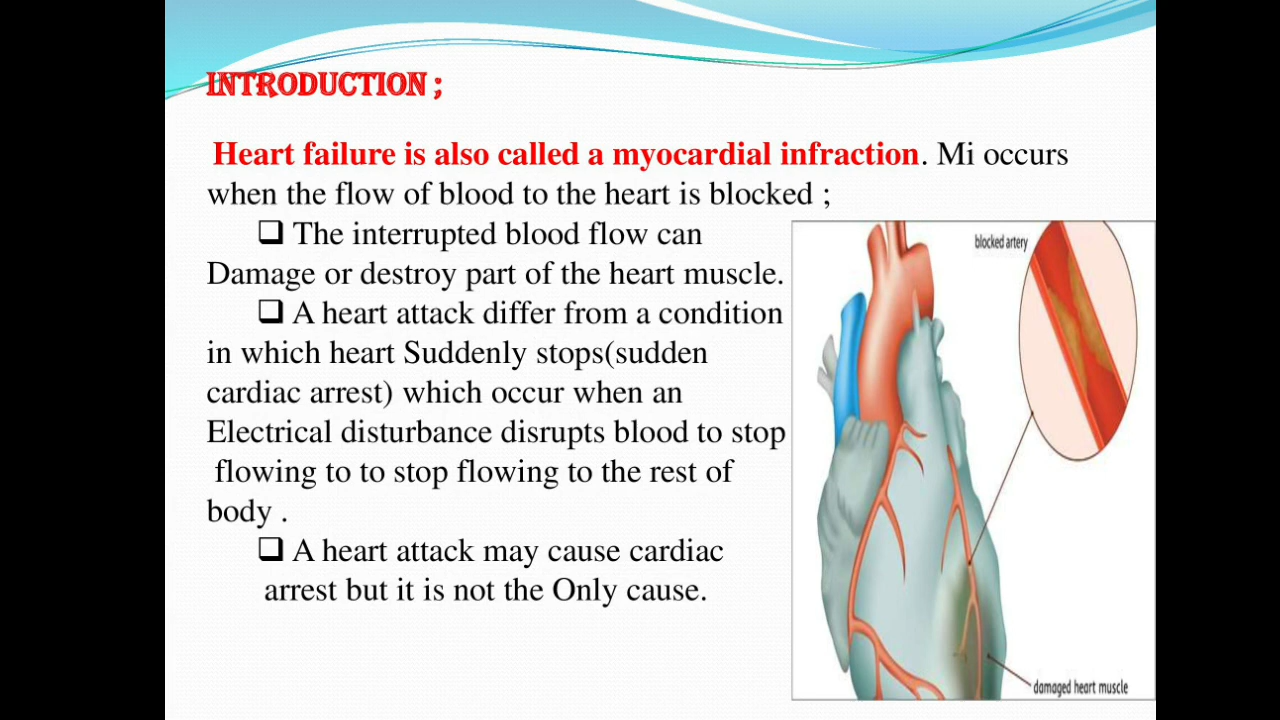 INTRODUCTION ;
Heart failure is also called a myocardial infraction. Mi occurs
when the flow of blood to the heart is blocked ;
❑ The interrupted blood flow can
Damage or destroy part of the heart muscle.
❑ A heart attack differ from a condition
in which heart Suddenly stops(sudden
cardiac arrest) which occur when an
Electrical disturbance disrupts blood to stop
flowing to to stop flowing to the rest of
body .
❑ A heart attack may cause cardiac
arrest but it is not the Only cause.
blocked artery
damaged heart muscle